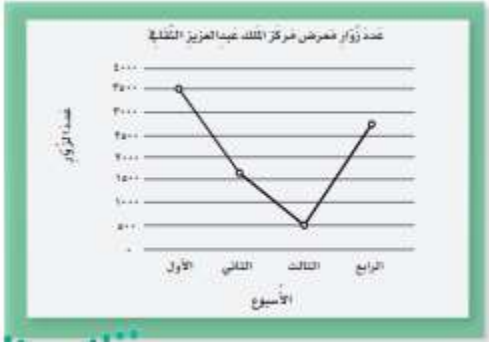 عدد زوار معرض مركز الملك عبدالعزيز الثقافي
عدد الزوار
٤٠٠٠
٣٥٠٠
٣٠٠٠
٢٥٠٠
٢٠٠٠
١٥٠٠
١٠٠٠
٥٠٠
٠
الأول الثاني الثالث الرابع
الأسبوع